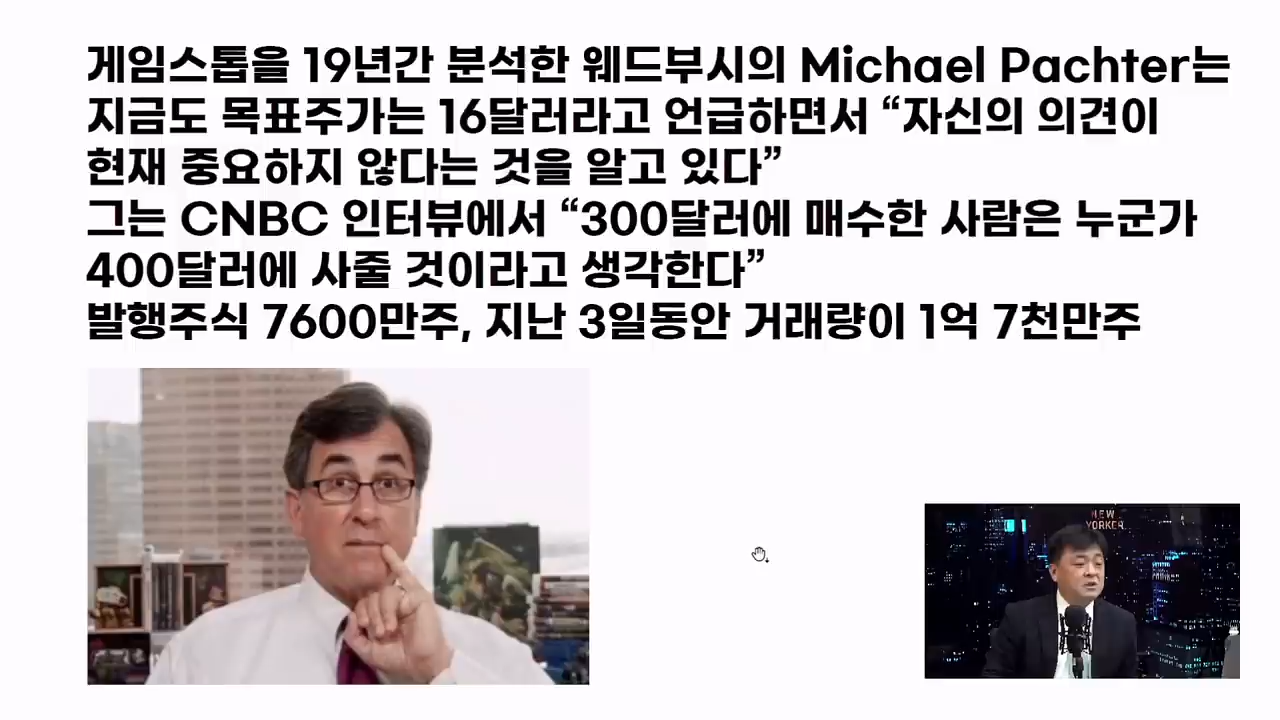 게임스톱을 19년간 분석한 웨드부시의 Michael Pachter는
지금도 목표주가는 16달러라고 언급하면서 “자신의 의견이
현재 중요하지 않다는 것을 알고 있다”
그는 CNBC 인터뷰에서 “300달러에 매수한 사람은 누군가
400달러에 사줄 것이라고 생각한다”
발행주식 7600만주, 지난 3일동안 거래량이 1억 7천만주
NEW
YORKER